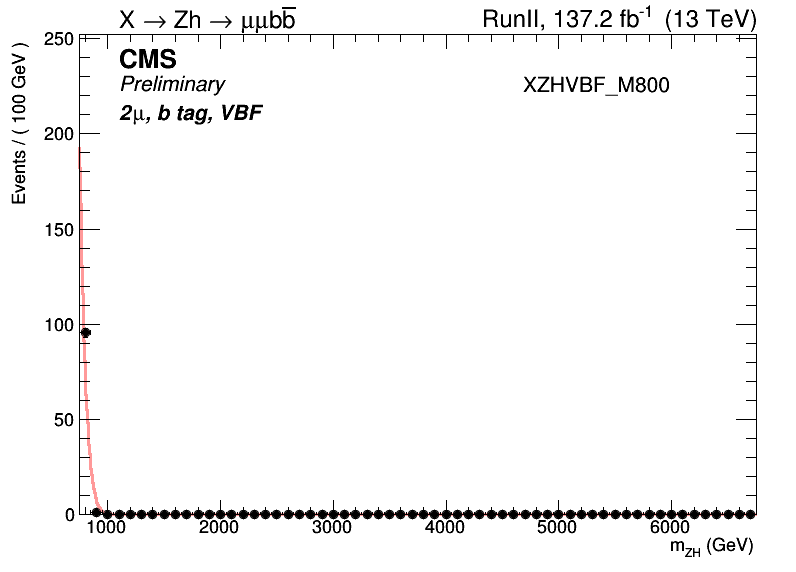 X → Zh → μμbb̅
RunII, 137.2 fb⁻¹ (13 TeV)
CMS
Preliminary
2μ, b tag, VBF
XZHVBF_M800
Events / ( 100 GeV )
250
200
150
100
50
0
1000 2000 3000 4000 5000 6000
m_ZH (GeV)